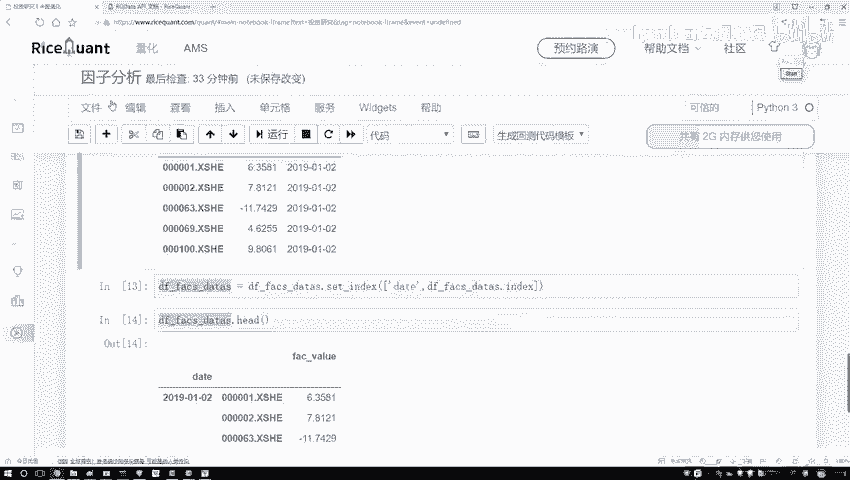 https://www.ricequant.com/quant/
RiceQuant 量化 AMS 预约路演 帮助文档 社区
因子分析 最后检查: 33 分钟前 (未保存改变)
文件 编辑 查看 插入 单元格 服务 Widgets 帮助 可信的 Python 3
运行 代码 生成回测代码模板 共有 2G 内存供您使用
000001.XSHE 6.3581 2019-01-02
000002.XSHE 7.8121 2019-01-02
000063.XSHE -11.7429 2019-01-02
000069.XSHE 4.6255 2019-01-02
000100.XSHE 9.8061 2019-01-02
In [13]: df_facs_datas = df_facs_datas.set_index(['date',df_facs_datas.index])
In [14]: df_facs_datas.head()
Out[14]:
fac_value
date
2019-01-02 000001.XSHE 6.3581
000002.XSHE 7.8121
000063.XSHE -11.7429